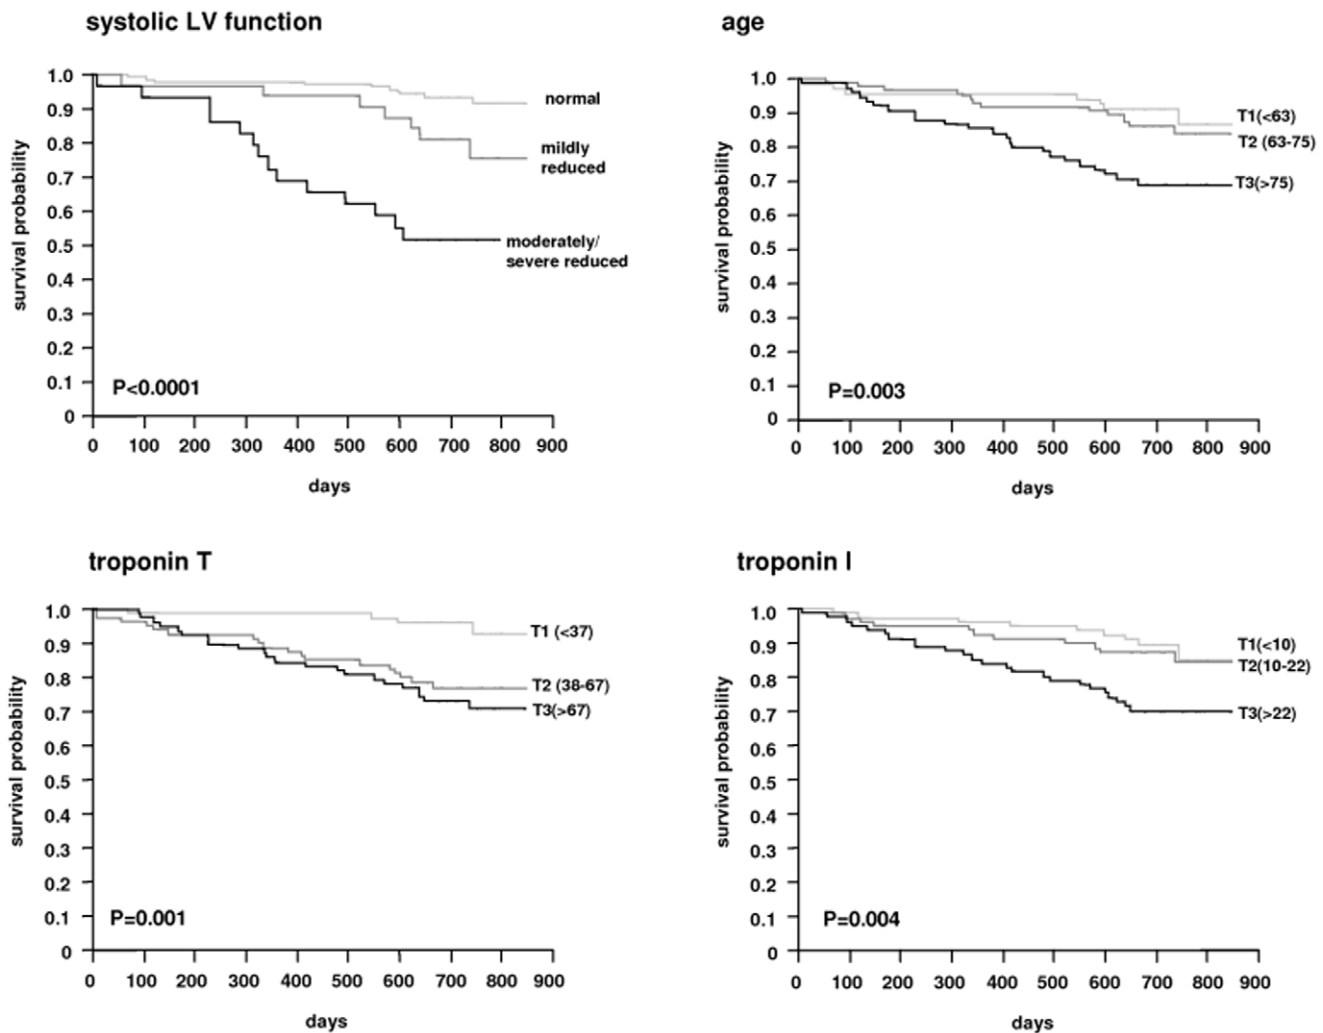 systolic LV function
survival probability
1.0
0.9
0.8
0.7
0.6
0.5
0.4
0.3
0.2
0.1
0
normal
mildly
reduced
moderately/
severe reduced
P<0.0001
0 100 200 300 400 500 600 700 800 900
days
age
survival probability
1.0
0.9
0.8
0.7
0.6
0.5
0.4
0.3
0.2
0.1
0
T1(<63)
T2 (63-75)
T3(>75)
P=0.003
0 100 200 300 400 500 600 700 800 900
days
troponin T
survival probability
1.0
0.9
0.8
0.7
0.6
0.5
0.4
0.3
0.2
0.1
0
T1 (<37)
T2 (38-67)
T3(>67)
P=0.001
0 100 200 300 400 500 600 700 800 900
days
troponin I
survival probability
1.0
0.9
0.8
0.7
0.6
0.5
0.4
0.3
0.2
0.1
0
T1(<10)
T2(10-22)
T3(>22)
P=0.004
0 100 200 300 400 500 600 700 800 900
days